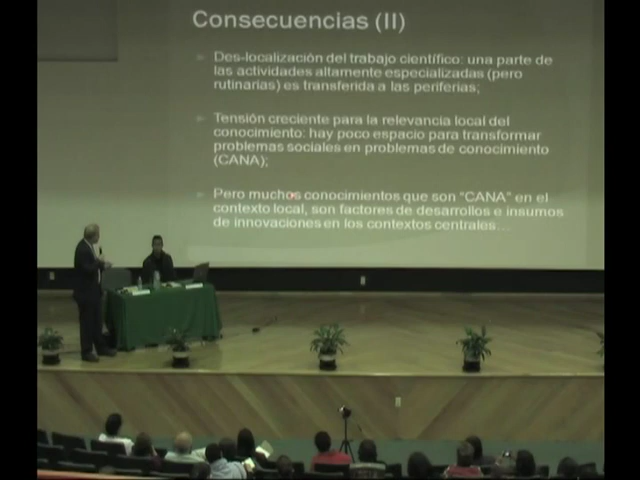 Consecuencias (II)
Des-localización del trabajo científico: una parte de
las actividades altamente especializadas (pero
rutinarias) es transferida a las periferias;
Tensión creciente para la relevancia local del
conocimiento: hay poco espacio para transformar
problemas sociales en problemas de conocimiento
(CANA);
Pero muchos conocimientos que son "CANA" en el
contexto local, son factores de desarrollos e insumos
de innovaciones en los contextos centrales...